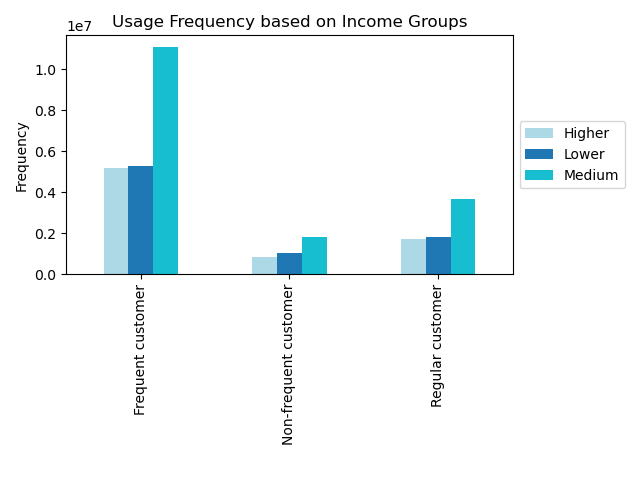 Usage Frequency based on Income Groups
1e7
1.0
0.8
0.6
0.4
0.2
0.0
Frequency
Higher
Lower
Medium
Frequent customer
Non-frequent customer
Regular customer